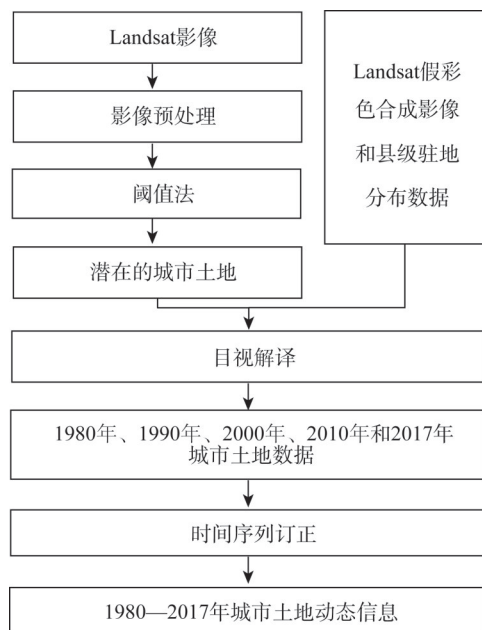 Landsat影像
影像预处理
阈值法
潜在的城市土地
Landsat假彩
色合成影像
和县级驻地
分布数据
目视解译
1980年、1990年、2000年、2010年和2017年
城市土地数据
时间序列订正
1980—2017年城市土地动态信息